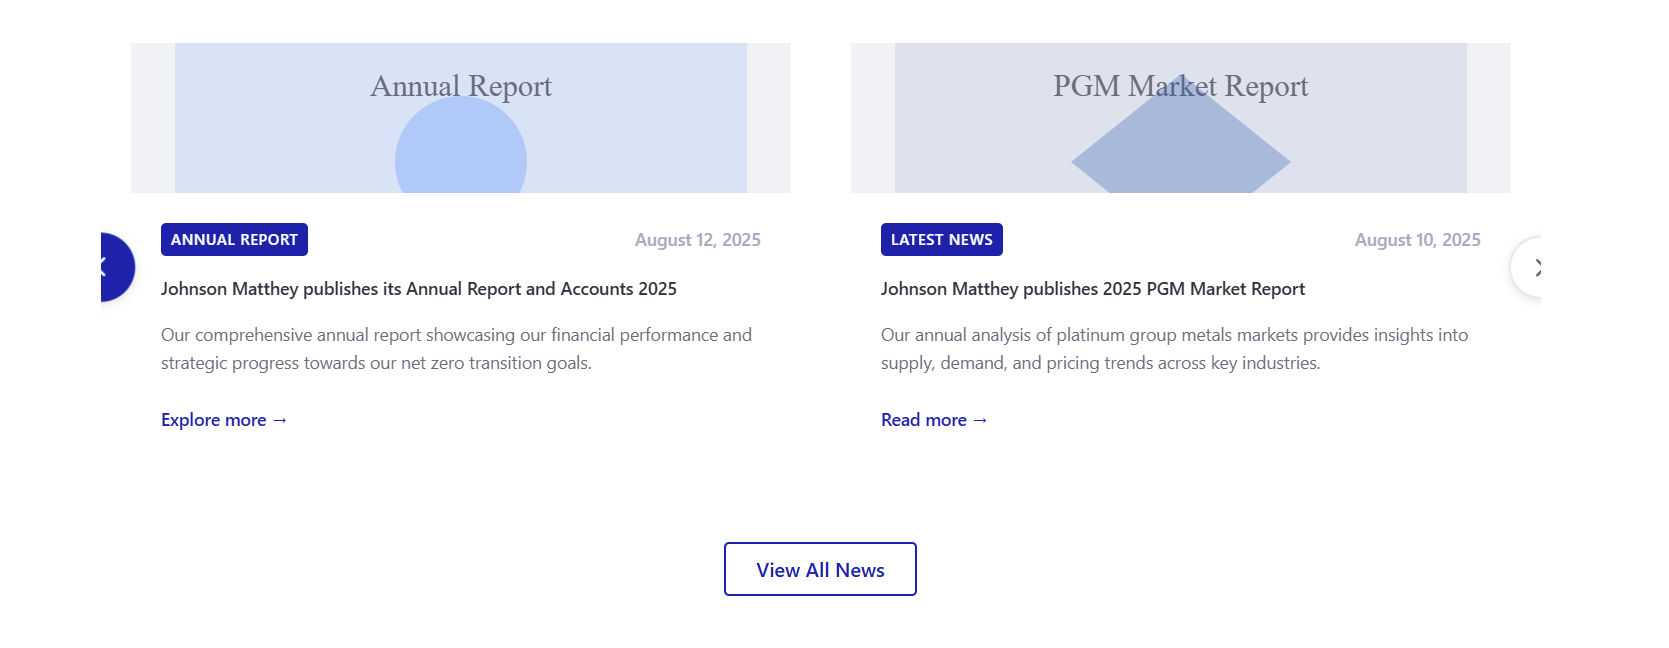 Annual Report
PGM Market Report
ANNUAL REPORT
August 12, 2025
Johnson Matthey publishes its Annual Report and Accounts 2025
Our comprehensive annual report showcasing our financial performance and
strategic progress towards our net zero transition goals.
Explore more →
LATEST NEWS
August 10, 2025
Johnson Matthey publishes 2025 PGM Market Report
Our annual analysis of platinum group metals markets provides insights into
supply, demand, and pricing trends across key industries.
Read more →
View All News